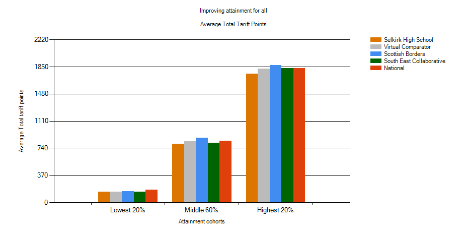 Improving attainment for all
Average Total Tariff Points
2220
1850
1480
1110
740
370
0
Average Total tariff points
Lowest 20%
Middle 60%
Highest 20%
Attainment cohorts
Selkirk High School
Virtual Comparator
Scottish Borders
South East Collaborative
National